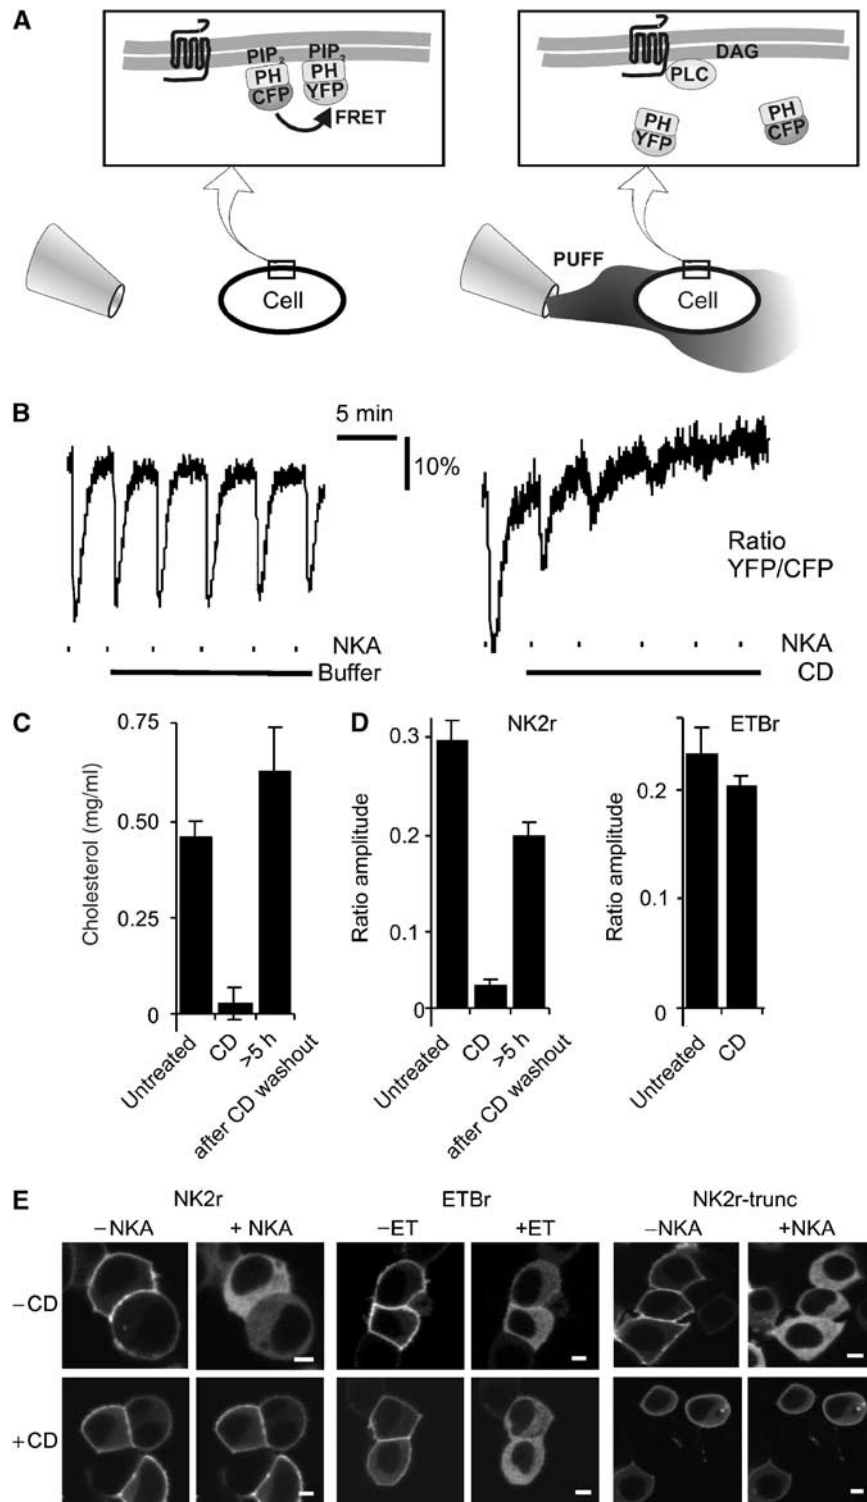 A
PIP2 PIP2
PH PH
CFP YFP
FRET
DAG
PLC
PH PH
YFP CFP
PUFF
Cell Cell
B
5 min
10%
Ratio
YFP/CFP
NKA NKA
Buffer CD
C D
NK2r ETBr
0.75
0.50
0.25
0
Cholesterol (mg/ml)
Untreated
CD
>5 h
after CD washout
0.3
0.2
0.1
0
Ratio amplitude
Untreated
CD
>5 h
after CD washout
0.2
0.1
0
Ratio amplitude
Untreated
CD
E
NK2r ETBr NK2r-trunc
–NKA + NKA –ET +ET –NKA +NKA
–CD
+CD